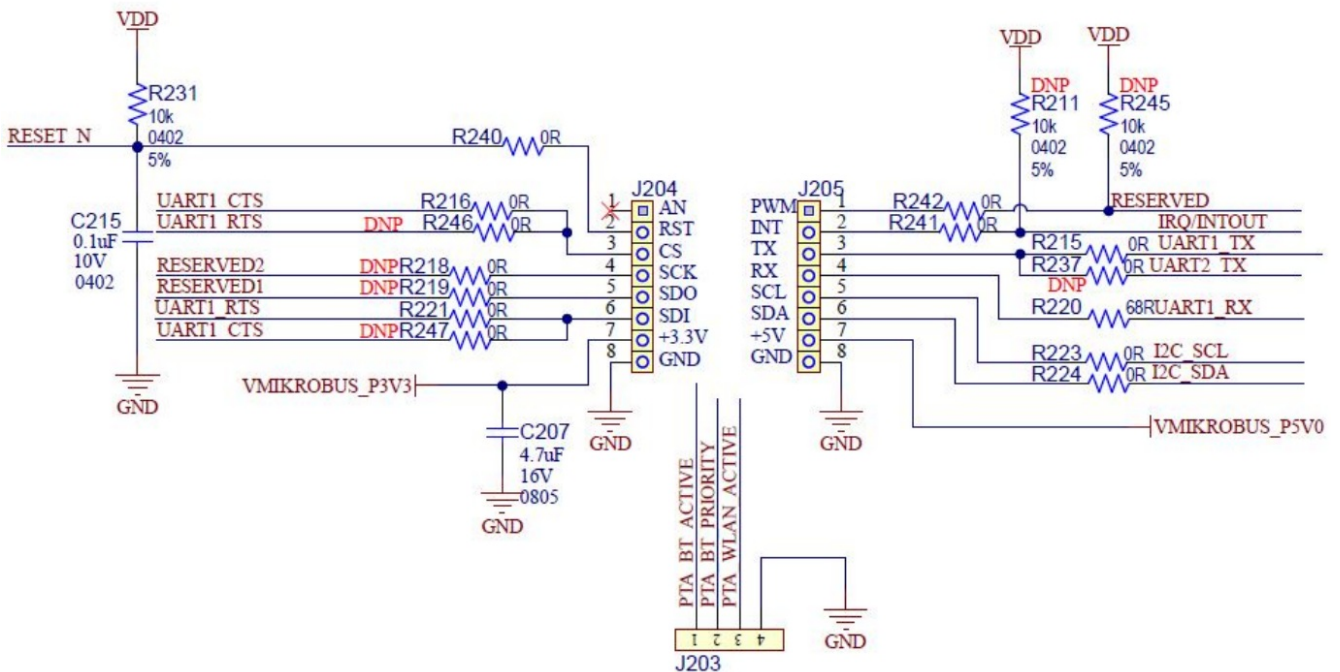 VDD
R231
10k
0402
5%
RESET_N
R240 0R
UART1_CTS R216 0R
UART1_RTS DNP R246 0R
RESERVED2 DNP R218 0R
RESERVED1 DNP R219 0R
UART1_RTS R221 0R
UART1_CTS DNP R247 0R
C215
0.1uF
10V
0402
GND
VMIKROBUS_P3V3
C207
4.7uF
16V
0805
GND
J204
1 AN
2 RST
3 CS
4 SCK
5 SDO
6 SDI
7 +3.3V
8 GND
GND
J205
PWM 1
INT 2
TX 3
RX 4
SCL 5
SDA 6
+5V 7
GND 8
GND
VDD
DNP
R211
10k
0402
5%
VDD
DNP
R245
10k
0402
5%
R242 0R RESERVED
R241 0R IRQ/INTOUT
R215 0R UART1_TX
R237 0R UART2_TX
DNP
R220 68R UART1_RX
R223 0R I2C_SCL
R224 0R I2C_SDA
VMIKROBUS_P5V0
PTA_BT_ACTIVE
PTA_BT_PRIORITY
PTA_WLAN_ACTIVE
GND
1 2 3 4
J203